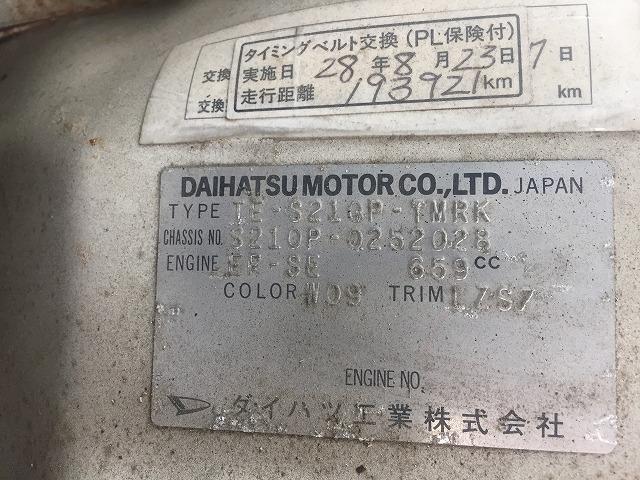 タイミングベルト交換(PL保険付)
交換 実施日 28年8月23日 7日
交換 走行距離 193921km km
DAIHATSU MOTOR CO.,LTD. JAPAN
TYPE TE-S210P-TMRK
CHASSIS NO. S210P-0252028
ENGINE EF-SE 659 CC
COLOR W09 TRIM L7S7
ENGINE NO.
ダイハツ工業株式会社